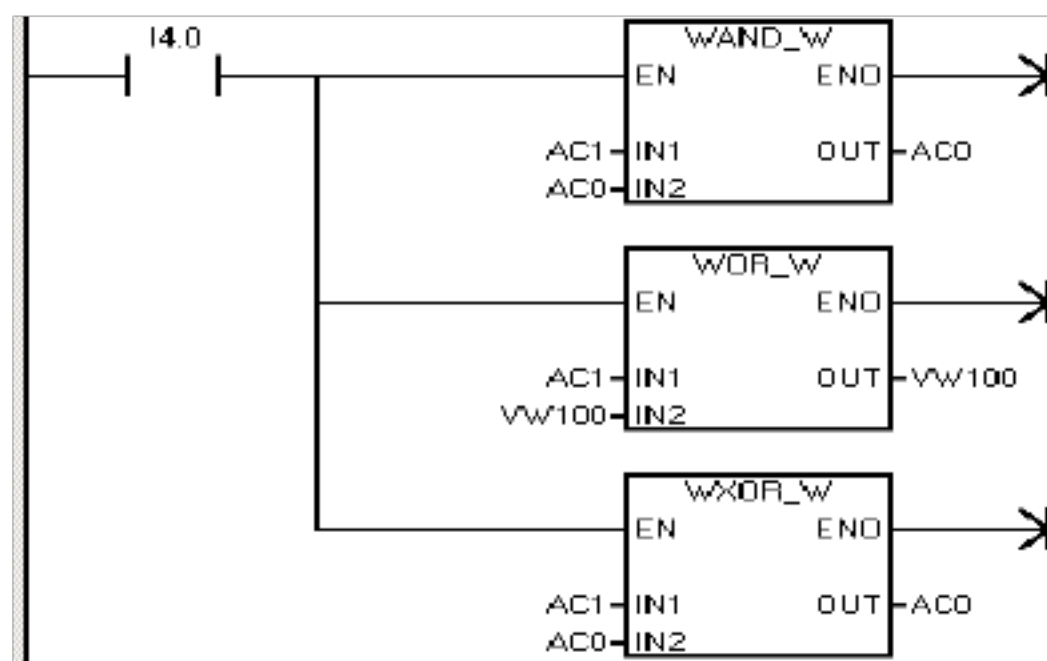 I4.0
WAND_W
EN ENO
AC1 IN1 OUT AC0
AC0 IN2
WOR_W
EN ENO
AC1 IN1 OUT VW100
VW100 IN2
WXOR_W
EN ENO
AC1 IN1 OUT AC0
AC0 IN2